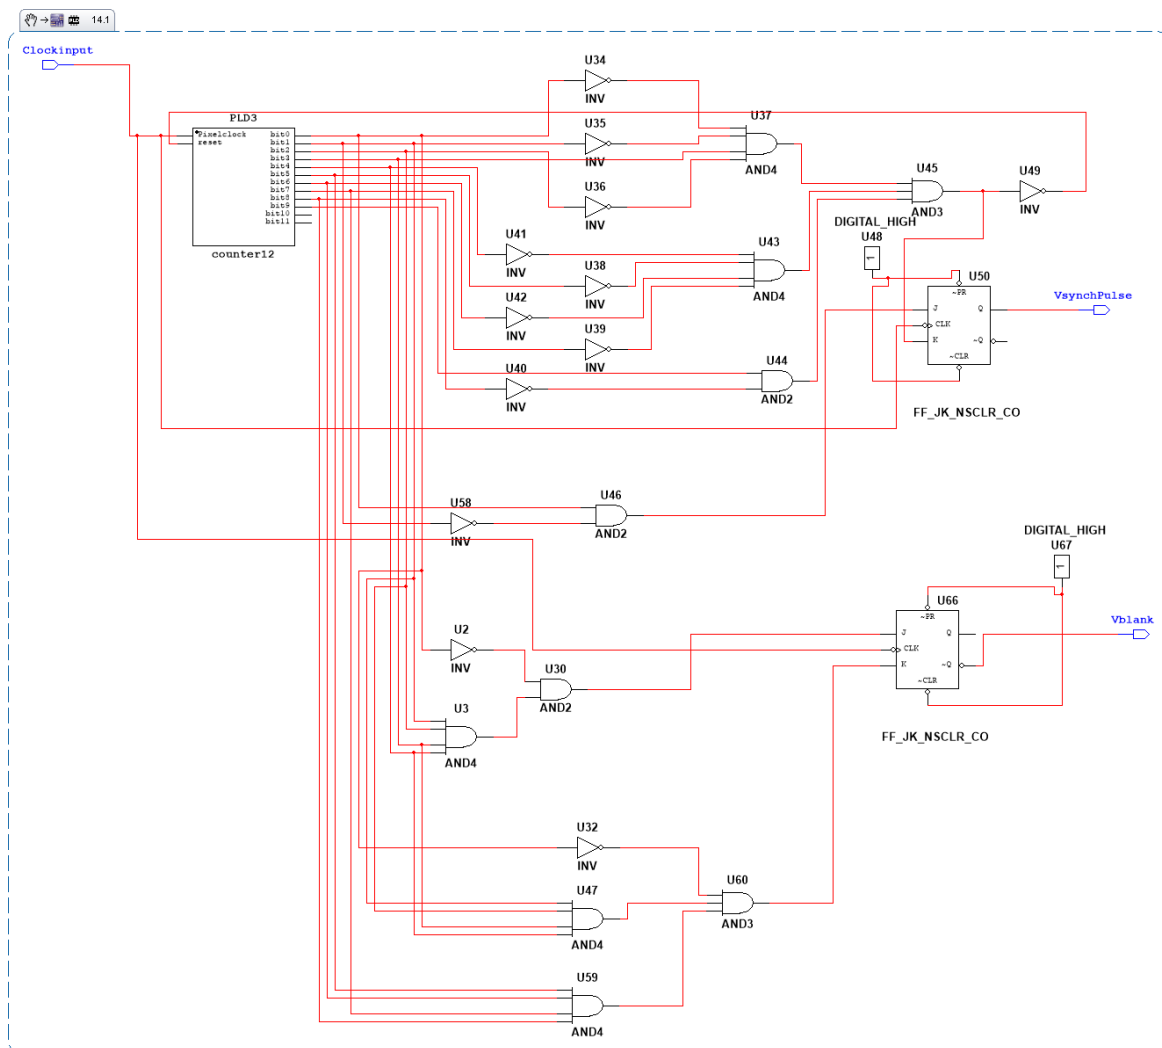 PLD 14.1
Clockinput
PLD3
Pixelclock
reset
bit0
bit1
bit2
bit3
bit4
bit5
bit6
bit7
bit8
bit9
bit10
bit11
counter12
U34
INV
U35
INV
U36
INV
U37
AND4
U41
INV
U38
INV
U42
INV
U39
INV
U40
INV
U43
AND4
U44
AND2
U45
AND3
U49
INV
DIGITAL_HIGH
U48
1
U50
~PR
J
Q
CLK
K
~Q
~CLR
FF_JK_NSCLR_CO
VsynchPulse
U58
INV
U46
AND2
DIGITAL_HIGH
U67
1
U66
~PR
J
Q
CLK
K
~Q
~CLR
FF_JK_NSCLR_CO
Vblank
U2
INV
U30
AND2
U3
AND4
U32
INV
U47
AND4
U60
AND3
U59
AND4